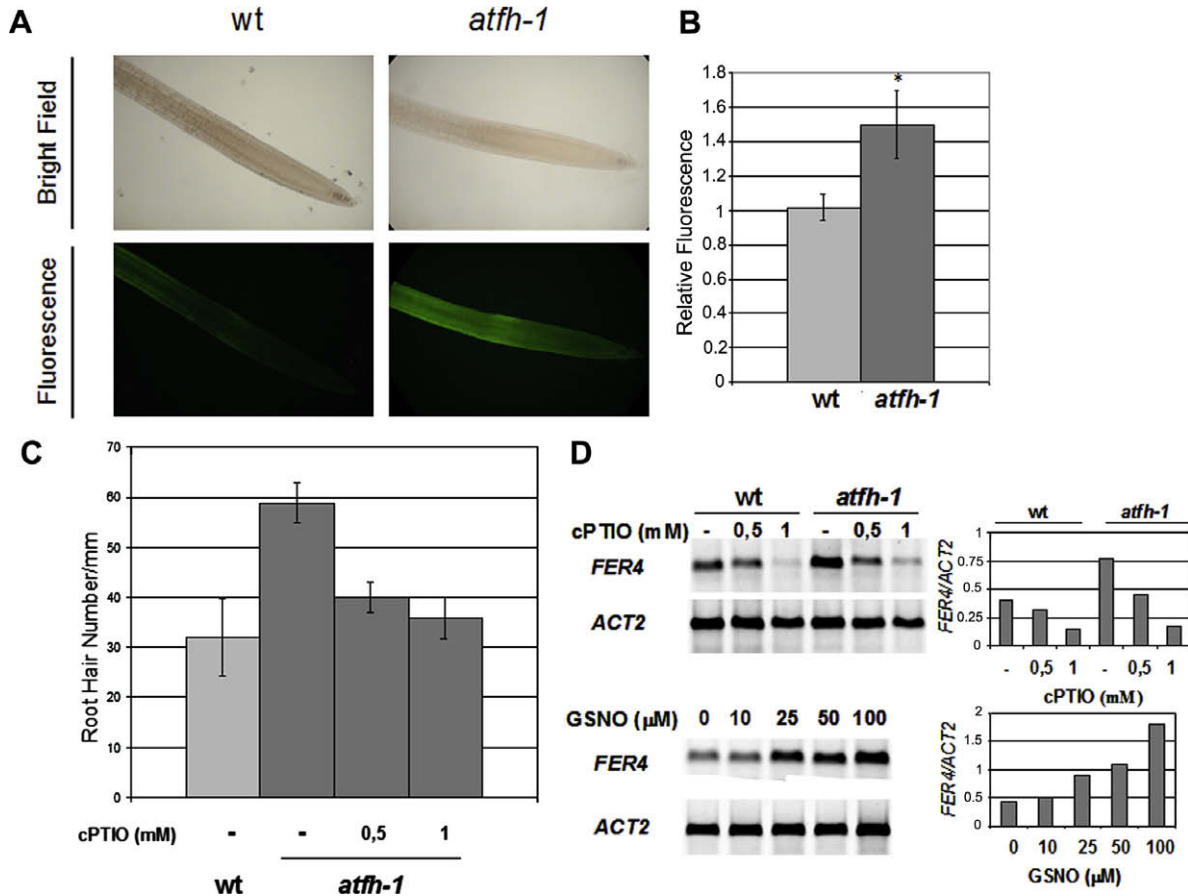 A
wt
atfh-1
Bright Field
Fluorescence
B
Relative Fluorescence
1.8
1.6
1.4
1.2
1
0.8
0.6
0.4
0.2
0
*
wt
atfh-1
C
Root Hair Number/mm
70
60
50
40
30
20
10
0
cPTIO (mM) - - 0,5 1
wt
atfh-1
D
wt atfh-1
cPTIO (mM) - 0,5 1 - 0,5 1
FER4
ACT2
wt atfh-1
FER4/ACT2
1
0.75
0.5
0.25
0
- 0,5 1 - 0,5 1
cPTIO (mM)
GSNO (µM) 0 10 25 50 100
FER4
ACT2
FER4/ACT2
2
1.5
1
0.5
0
0 10 25 50 100
GSNO (µM)